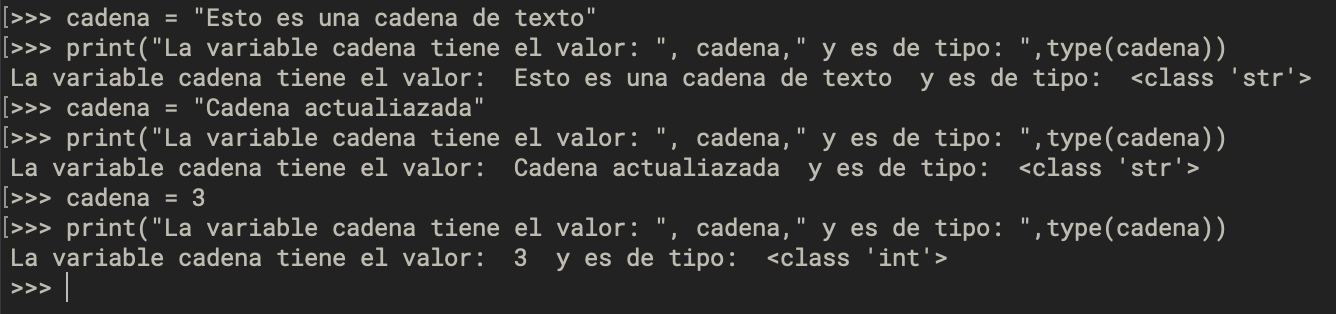 [>>> cadena = "Esto es una cadena de texto"
[>>> print("La variable cadena tiene el valor: ", cadena," y es de tipo: ",type(cadena))
La variable cadena tiene el valor:  Esto es una cadena de texto  y es de tipo:  <class 'str'>
[>>> cadena = "Cadena actualiazada"
[>>> print("La variable cadena tiene el valor: ", cadena," y es de tipo: ",type(cadena))
La variable cadena tiene el valor:  Cadena actualiazada  y es de tipo:  <class 'str'>
[>>> cadena = 3
[>>> print("La variable cadena tiene el valor: ", cadena," y es de tipo: ",type(cadena))
La variable cadena tiene el valor:  3  y es de tipo:  <class 'int'>
>>>